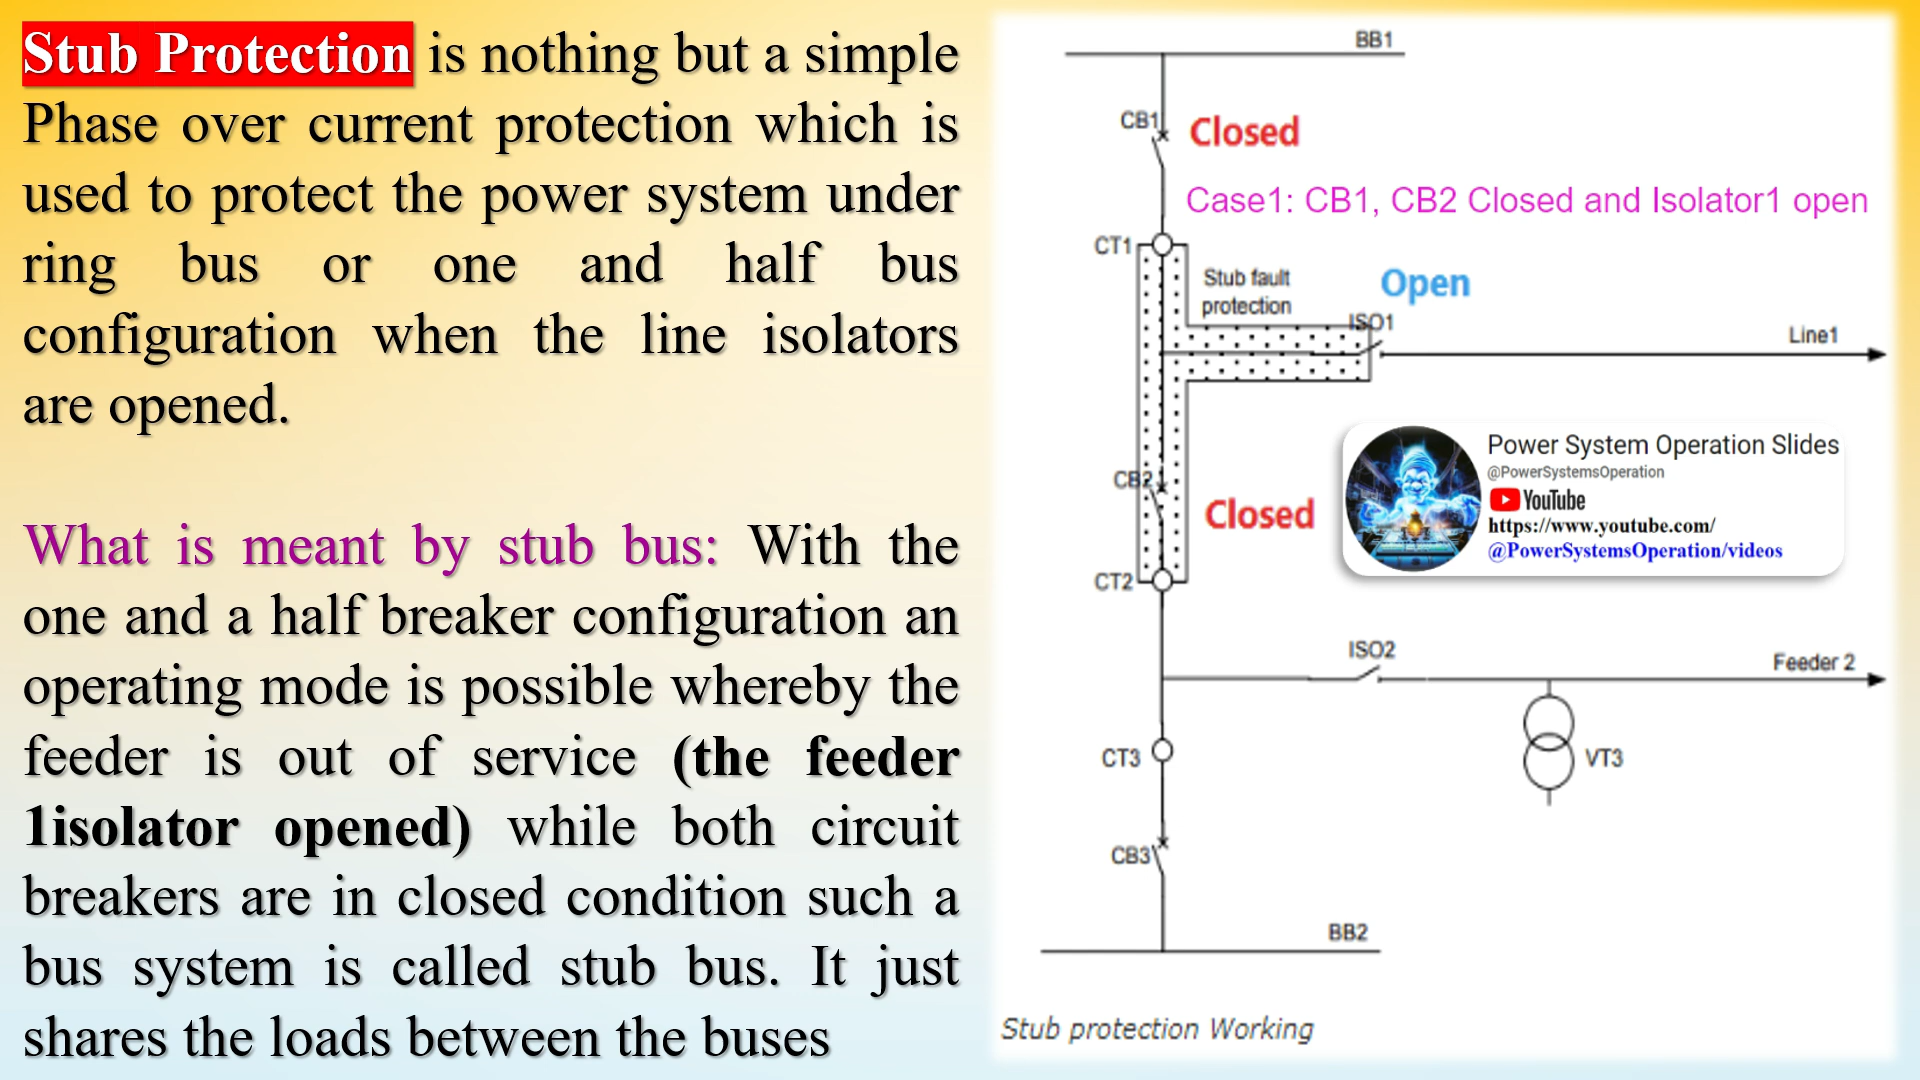 Stub Protection is nothing but a simple
Phase over current protection which is
used to protect the power system under
ring bus or one and half bus
configuration when the line isolators
are opened.
What is meant by stub bus: With the
one and a half breaker configuration an
operating mode is possible whereby the
feeder is out of service (the feeder
1isolator opened) while both circuit
breakers are in closed condition such a
bus system is called stub bus. It just
shares the loads between the buses
BB1
CB1
Closed
Case1: CB1, CB2 Closed and Isolator1 open
CT1
Stub fault
protection
Open
ISO1
Line1
Power System Operation Slides
@PowerSystemsOperation
YouTube
https://www.youtube.com/
@PowerSystemsOperation/videos
CB2
Closed
CT2
ISO2
Feeder 2
CT3
VT3
CB3
BB2
Stub protection Working